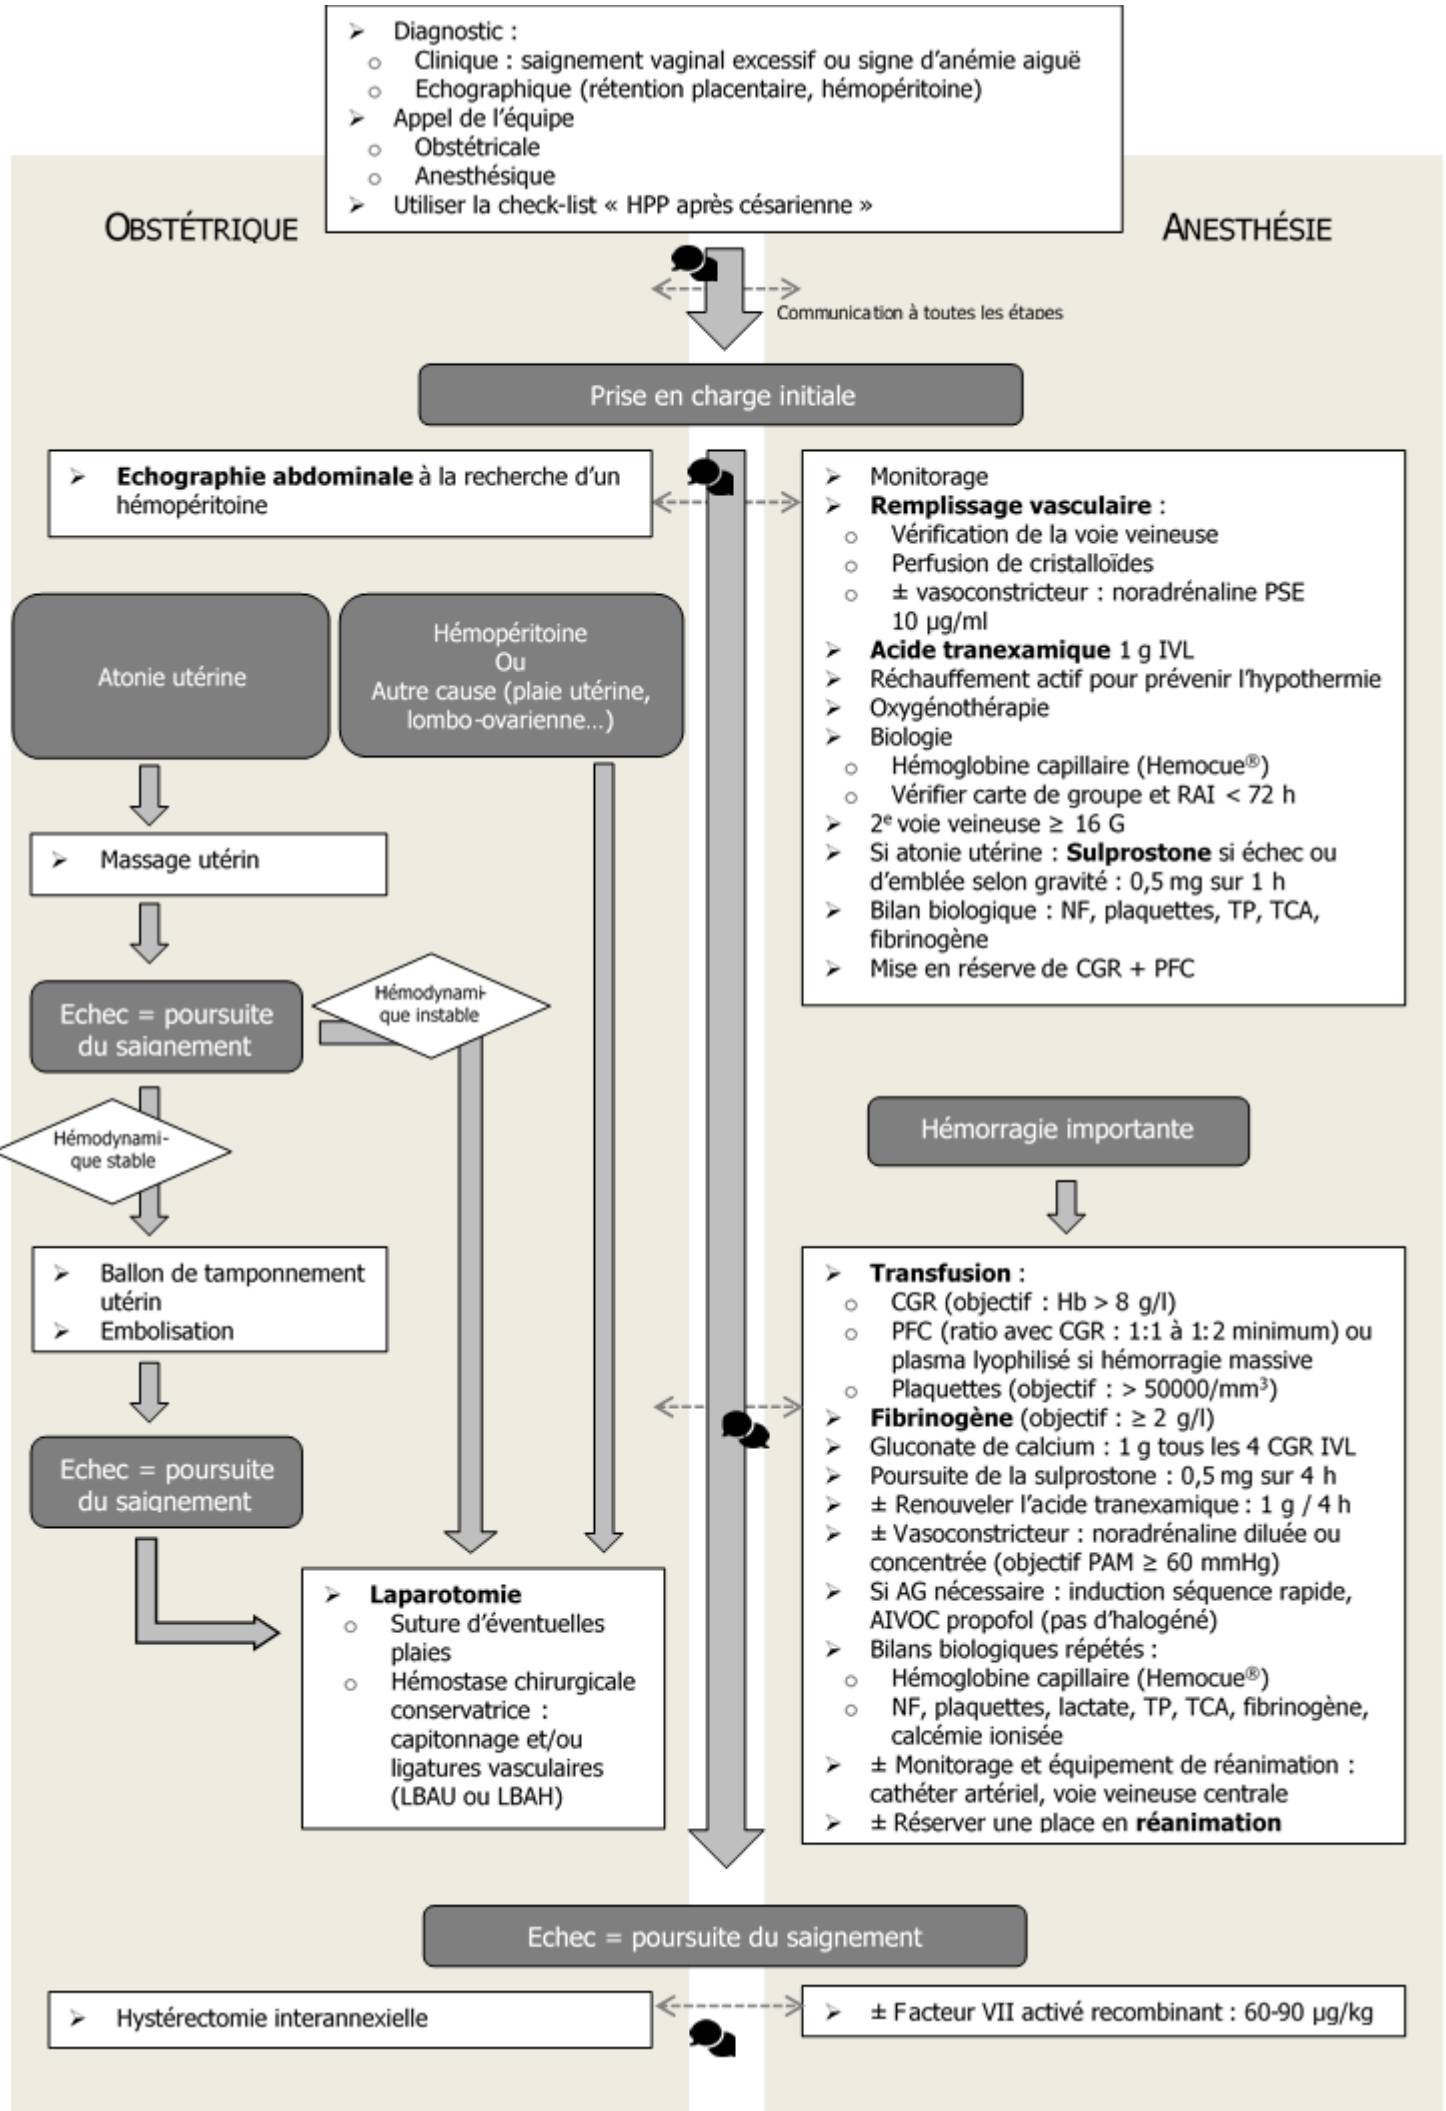 ➢ Diagnostic :
o Clinique : saignement vaginal excessif ou signe d'anémie aiguë
o Echographique (rétention placentaire, hémopéritoine)
➢ Appel de l'équipe
o Obstétricale
o Anesthésique
➢ Utiliser la check-list « HPP après césarienne »
OBSTÉTRIQUE
ANESTHÉSIE
Communication à toutes les étapes
Prise en charge initiale
➢ Echographie abdominale à la recherche d'un
hémopéritoine
➢ Monitorage
➢ Remplissage vasculaire :
o Vérification de la voie veineuse
o Perfusion de cristalloïdes
o ± vasoconstricteur : noradrénaline PSE
10 µg/ml
➢ Acide tranexamique 1 g IVL
➢ Réchauffement actif pour prévenir l'hypothermie
➢ Oxygénothérapie
➢ Biologie
o Hémoglobine capillaire (Hemocue®)
o Vérifier carte de groupe et RAI < 72 h
➢ 2e voie veineuse ≥ 16 G
➢ Si atonie utérine : Sulprostone si échec ou
d'emblée selon gravité : 0,5 mg sur 1 h
➢ Bilan biologique : NF, plaquettes, TP, TCA,
fibrinogène
➢ Mise en réserve de CGR + PFC
Atonie utérine
Hémopéritoine
Ou
Autre cause (plaie utérine,
lombo-ovarienne...)
➢ Massage utérin
Echec = poursuite
du saignement
Hémodynami-
que instable
Hémodynami-
que stable
➢ Ballon de tamponnement
utérin
➢ Embolisation
Echec = poursuite
du saignement
➢ Laparotomie
o Suture d'éventuelles
plaies
o Hémostase chirurgicale
conservatrice :
capitonnage et/ou
ligatures vasculaires
(LBAU ou LBAH)
Hémorragie importante
➢ Transfusion :
o CGR (objectif : Hb > 8 g/l)
o PFC (ratio avec CGR : 1:1 à 1:2 minimum) ou
plasma lyophilisé si hémorragie massive
o Plaquettes (objectif : > 50000/mm³)
➢ Fibrinogène (objectif : ≥ 2 g/l)
➢ Gluconate de calcium : 1 g tous les 4 CGR IVL
➢ Poursuite de la sulprostone : 0,5 mg sur 4 h
➢ ± Renouveler l'acide tranexamique : 1 g / 4 h
➢ ± Vasoconstricteur : noradrénaline diluée ou
concentrée (objectif PAM ≥ 60 mmHg)
➢ Si AG nécessaire : induction séquence rapide,
AIVOC propofol (pas d'halogéné)
➢ Bilans biologiques répétés :
o Hémoglobine capillaire (Hemocue®)
o NF, plaquettes, lactate, TP, TCA, fibrinogène,
calcémie ionisée
➢ ± Monitorage et équipement de réanimation :
cathéter artériel, voie veineuse centrale
➢ ± Réserver une place en réanimation
Echec = poursuite du saignement
➢ Hystérectomie interannexielle
➢ ± Facteur VII activé recombinant : 60-90 µg/kg